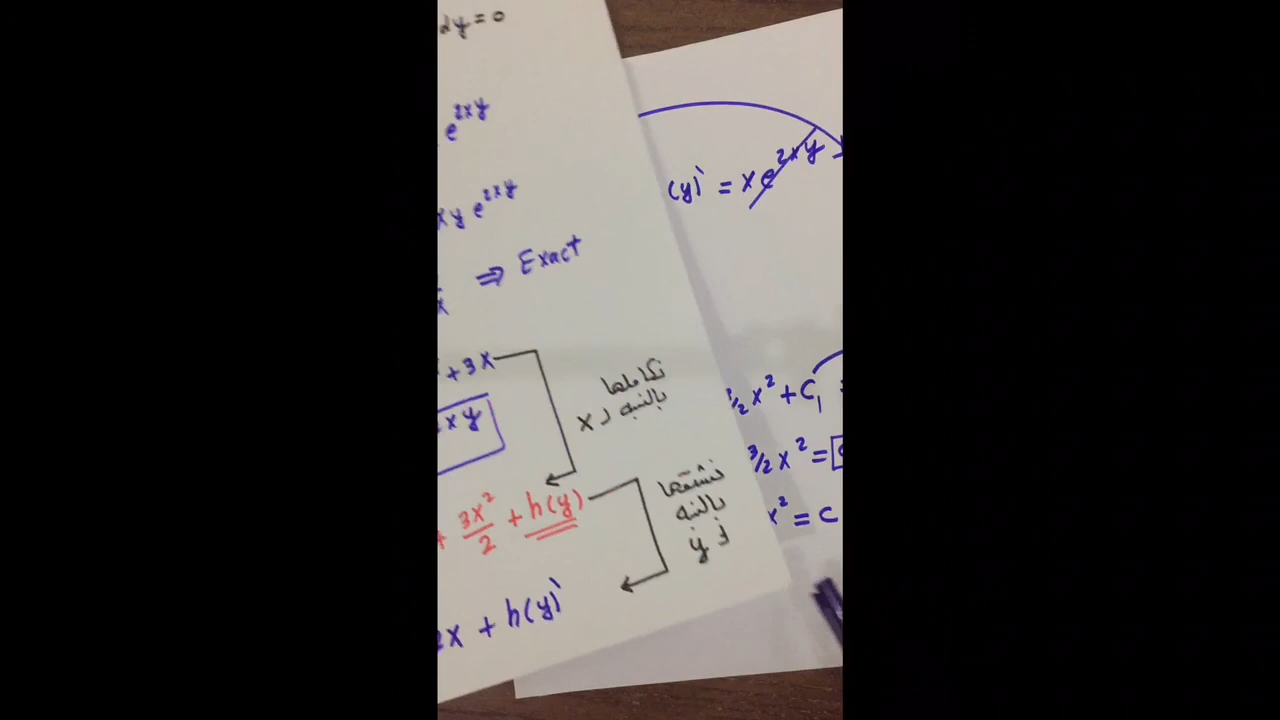 dy = 0
e^2xy
xy e^2xy
⇒ Exact
+ 3x
نكاملها
بالنسبة لـ x
xy
3x²/2 + h(y)
نشتقها
بالنسبة
لـ y
2x + h(y)'
(y)' = x e^2xy
3/2 x² + C₁
3/2 x² =
x² = c